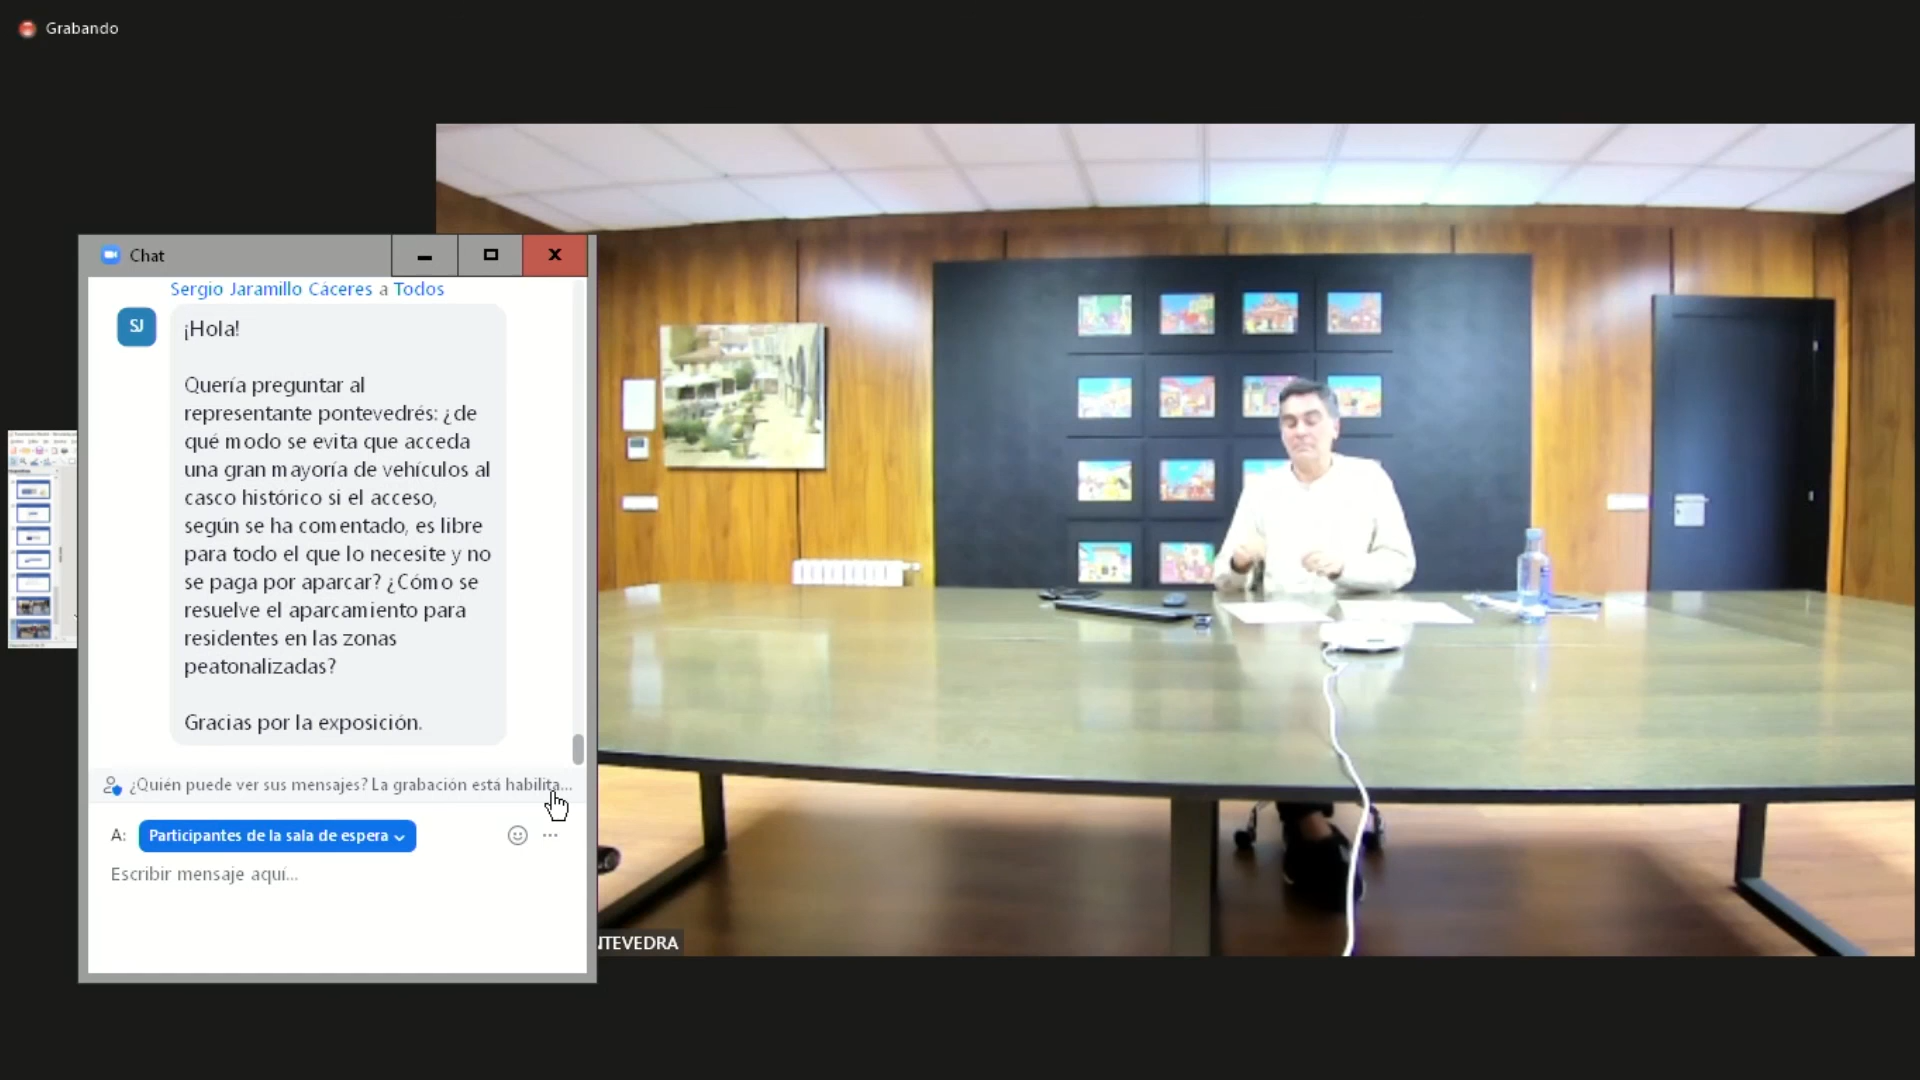 Grabando
Chat
Sergio Jaramillo Cáceres a Todos
SJ
¡Hola!
Quería preguntar al
representante pontevedrés: ¿de
qué modo se evita que acceda
una gran mayoría de vehículos al
casco histórico si el acceso,
según se ha comentado, es libre
para todo el que lo necesite y no
se paga por aparcar? ¿Cómo se
resuelve el aparcamiento para
residentes en las zonas
peatonalizadas?
Gracias por la exposición.
¿Quién puede ver sus mensajes? La grabación está habilita...
A: Participantes de la sala de espera
Escribir mensaje aquí...
NTEVEDRA